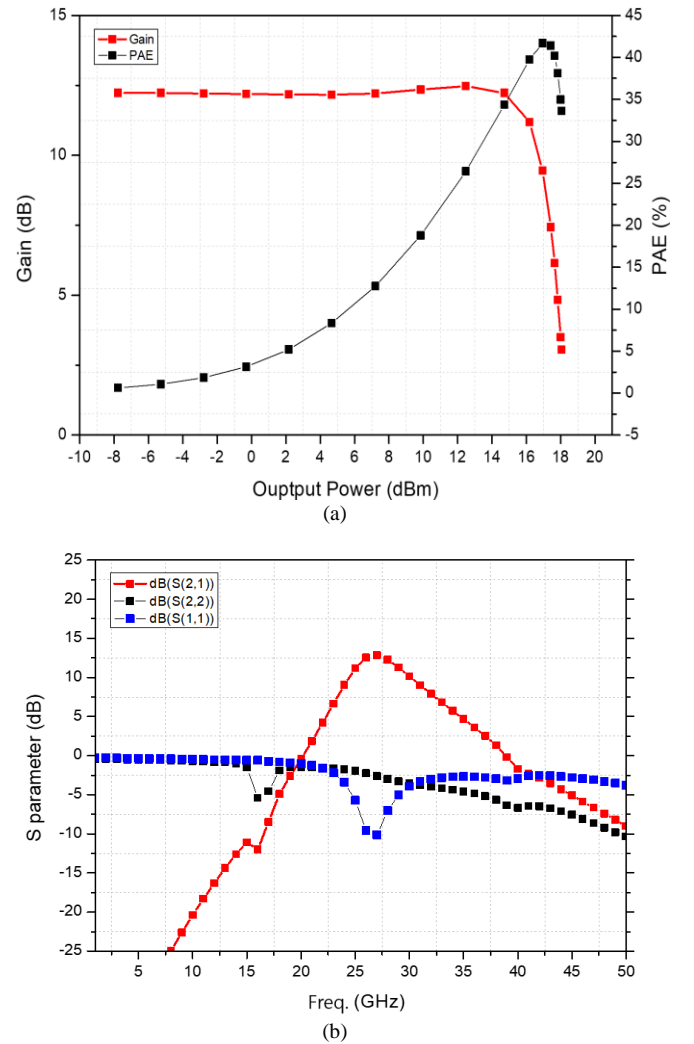 15
45
Gain
PAE
40
35
10
30
25
20
5
15
10
5
0
0
-5
Gain (dB)
PAE (%)
-10 -8 -6 -4 -2 0 2 4 6 8 10 12 14 16 18 20
Ouptput Power (dBm)
(a)
25
dB(S(2,1))
dB(S(2,2))
dB(S(1,1))
20
15
10
5
0
-5
-10
-15
-20
-25
S parameter (dB)
5 10 15 20 25 30 35 40 45 50
Freq. (GHz)
(b)